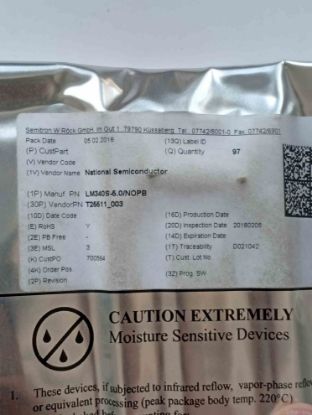 Semitron W.Röck GmbH, Im Gut 1, 79790 Küssaberg, Tel.: 07742/8001-0 Fax. 07742/6901
Pack Date 05.02.2016 (13Q) Label ID
(P) CustPart (Q) Quantity 97
(V) Vendor Code
(1V) Vendor Name National Semiconductor
(1P) Manuf. PN LM340S-5.0/NOPB
(30P) VendorPN T25511_003
(10D) Date Code (16D) Production Date
(E) RoHS Y (20D) Inspection Date 20160208
(2E) PB Free - (14D) Expiration Date
(3E) MSL 3 (1T) Traceability D021042
(K) CustPO 700564 (T) Cust. Lot No
(4K) Order Pos. (3Z) Prog. SW
(2P) Revision
CAUTION EXTREMELY
Moisture Sensitive Devices
1. These devices, if subjected to infrared reflow, vapor-phase reflow
or equivalent processing (peak package body temp. 220°C)